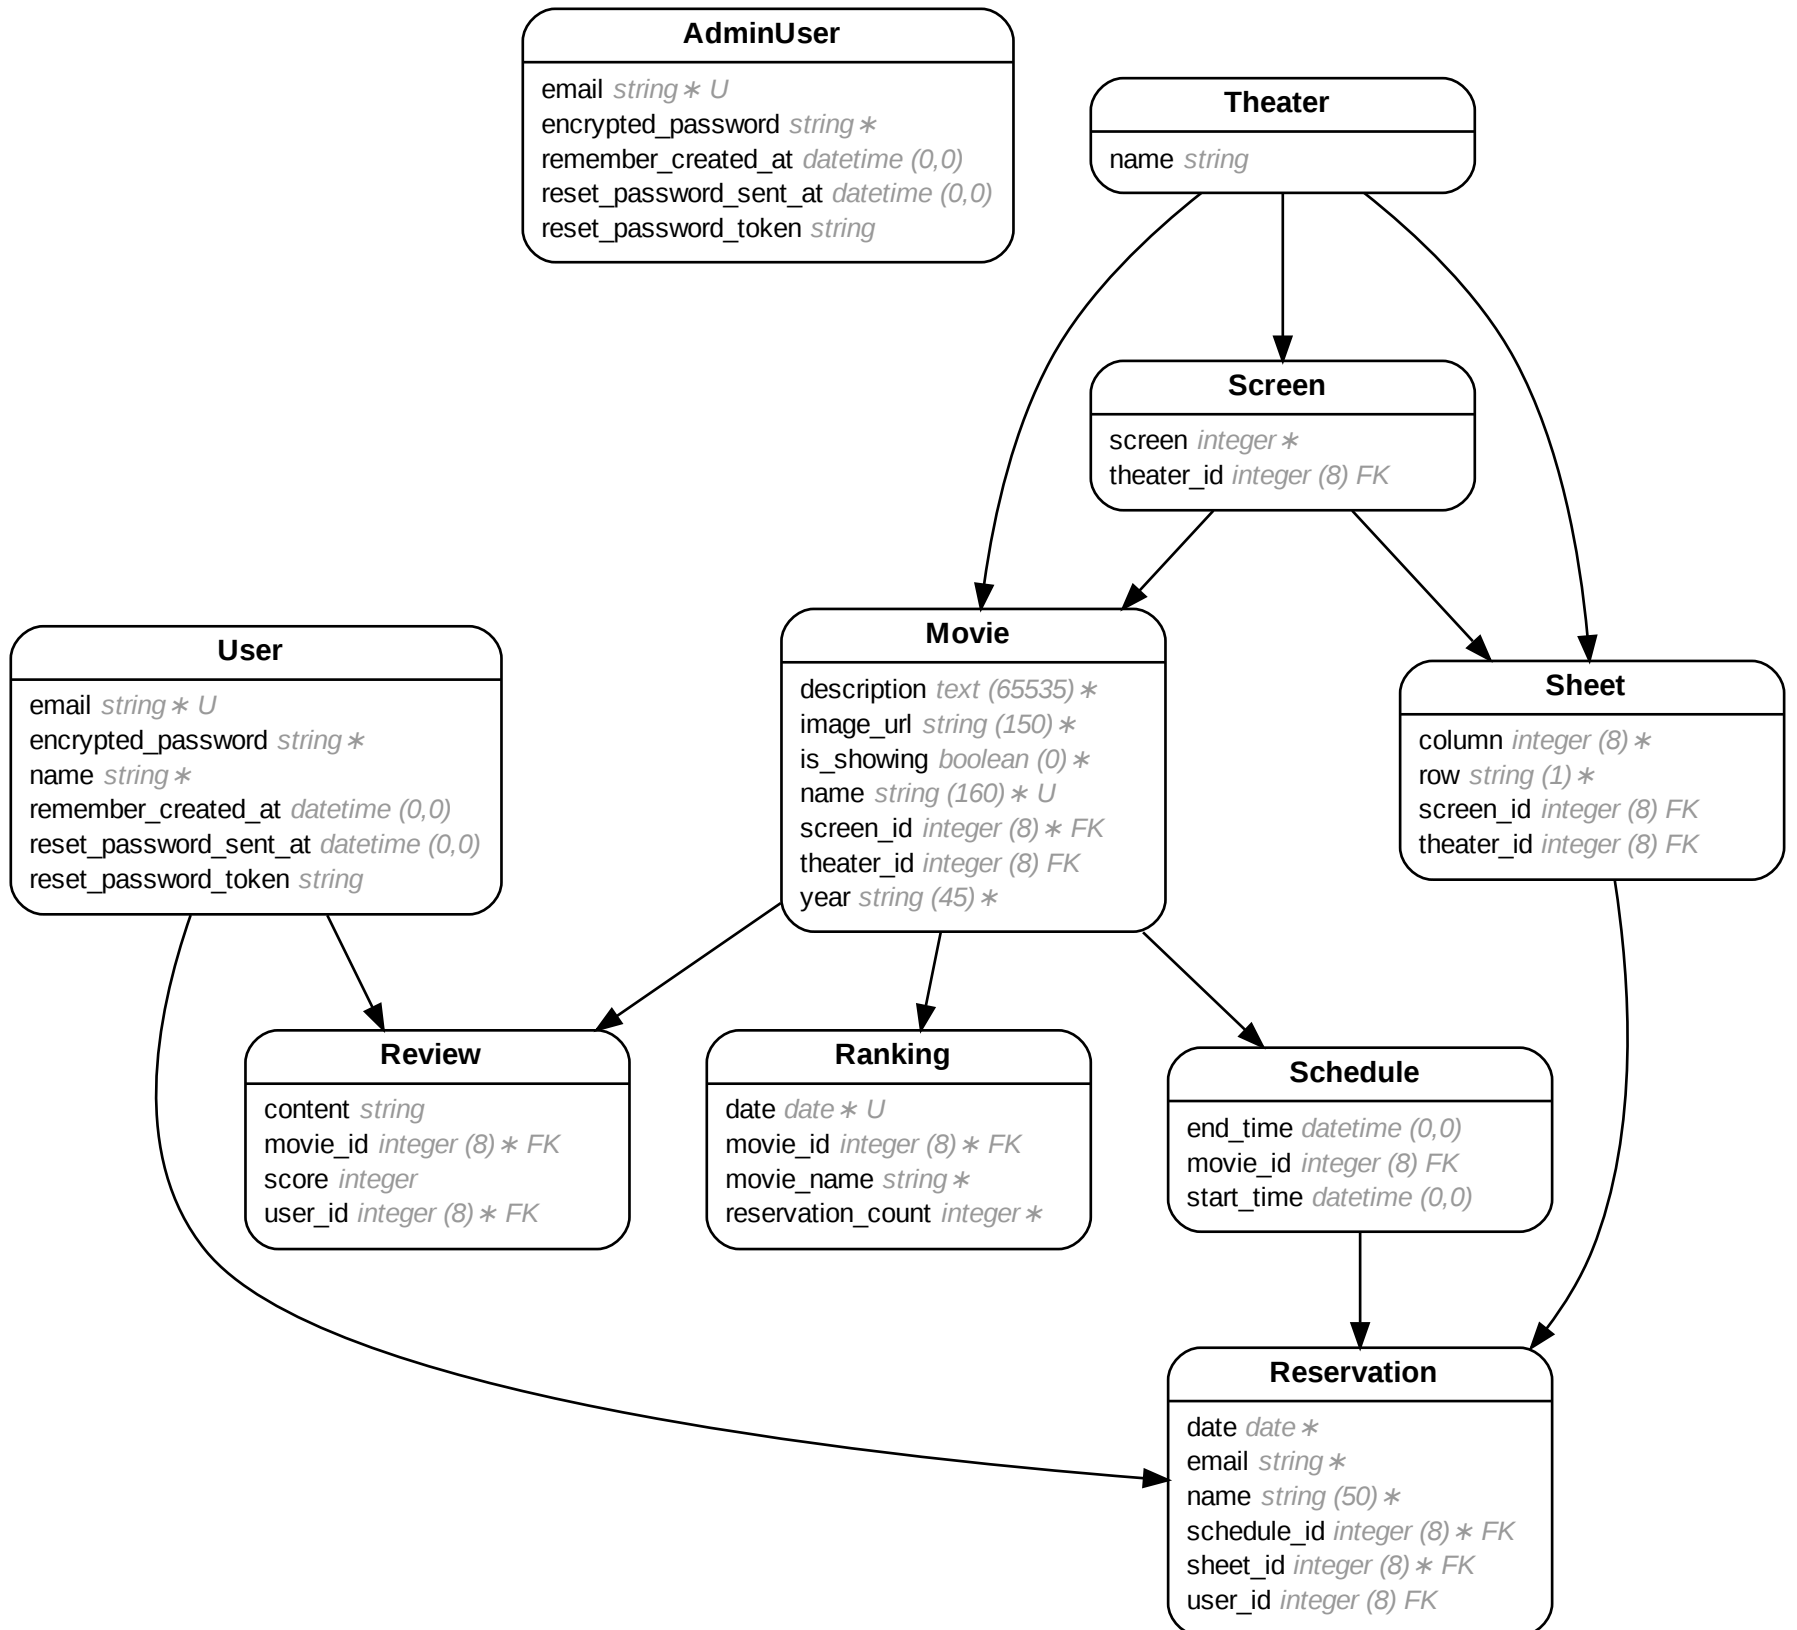 AdminUser
email string∗ U
encrypted_password string∗
remember_created_at datetime (0,0)
reset_password_sent_at datetime (0,0)
reset_password_token string
Theater
name string
Screen
screen integer∗
theater_id integer (8) FK
Movie
description text (65535)∗
image_url string (150)∗
is_showing boolean (0)∗
name string (160)∗ U
screen_id integer (8)∗ FK
theater_id integer (8) FK
year string (45)∗
User
email string∗ U
encrypted_password string∗
name string∗
remember_created_at datetime (0,0)
reset_password_sent_at datetime (0,0)
reset_password_token string
Sheet
column integer (8)∗
row string (1)∗
screen_id integer (8) FK
theater_id integer (8) FK
Review
content string
movie_id integer (8)∗ FK
score integer
user_id integer (8)∗ FK
Ranking
date date∗ U
movie_id integer (8)∗ FK
movie_name string∗
reservation_count integer∗
Schedule
end_time datetime (0,0)
movie_id integer (8) FK
start_time datetime (0,0)
Reservation
date date∗
email string∗
name string (50)∗
schedule_id integer (8)∗ FK
sheet_id integer (8)∗ FK
user_id integer (8) FK